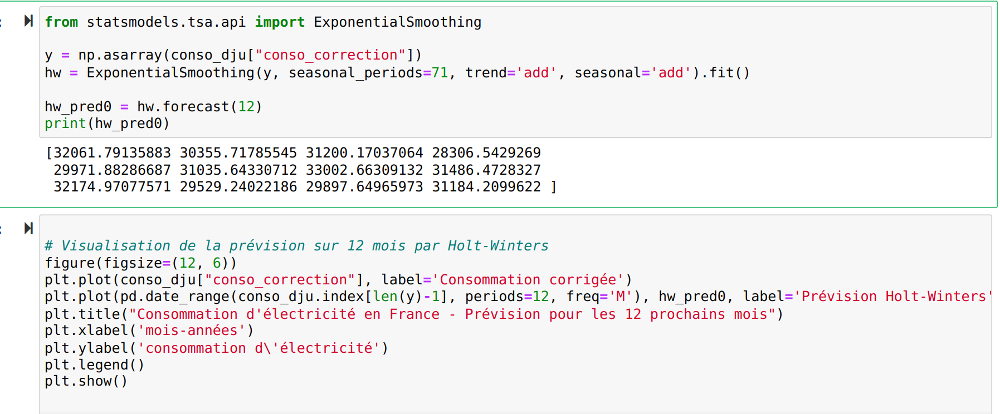 from statsmodels.tsa.api import ExponentialSmoothing
y = np.asarray(conso_dju["conso_correction"])
hw = ExponentialSmoothing(y, seasonal_periods=71, trend='add', seasonal='add').fit()
hw_pred0 = hw.forecast(12)
print(hw_pred0)
[32061.79135883 30355.71785545 31200.17037064 28306.5429269
29971.88286687 31035.64330712 33002.66309132 31486.4728327
32174.97077571 29529.24022186 29897.64965973 31184.2099622 ]
# Visualisation de la prévision sur 12 mois par Holt-Winters
figure(figsize=(12, 6))
plt.plot(conso_dju["conso_correction"], label='Consommation corrigée')
plt.plot(pd.date_range(conso_dju.index[len(y)-1], periods=12, freq='M'), hw_pred0, label='Prévision Holt-Winters'
plt.title("Consommation d'électricité en France - Prévision pour les 12 prochains mois")
plt.xlabel('mois-années')
plt.ylabel('consommation d\'électricité')
plt.legend()
plt.show()